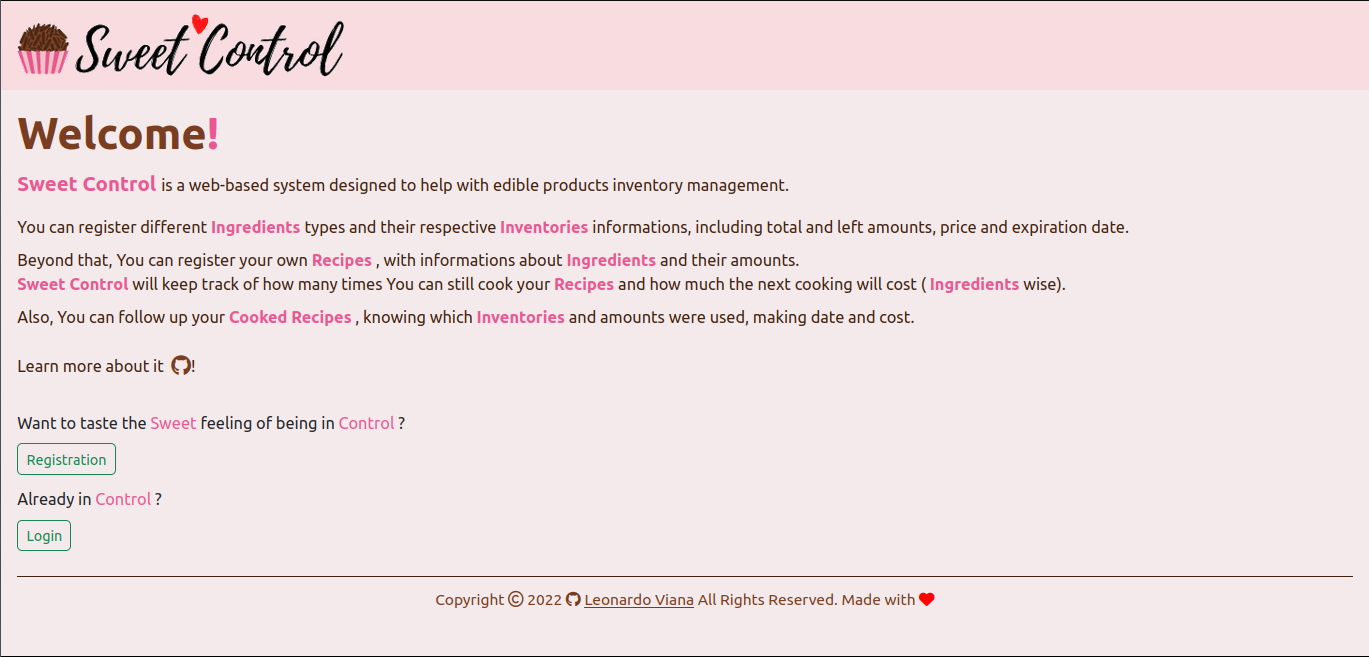 Sweet Control
Welcome!
Sweet Control is a web-based system designed to help with edible products inventory management.
You can register different Ingredients types and their respective Inventories informations, including total and left amounts, price and expiration date.
Beyond that, You can register your own Recipes , with informations about Ingredients and their amounts.
Sweet Control will keep track of how many times You can still cook your Recipes and how much the next cooking will cost ( Ingredients wise).
Also, You can follow up your Cooked Recipes , knowing which Inventories and amounts were used, making date and cost.
Learn more about it !
Want to taste the Sweet feeling of being in Control ?
Registration
Already in Control ?
Login
Copyright © 2022 Leonardo Viana All Rights Reserved. Made with ❤